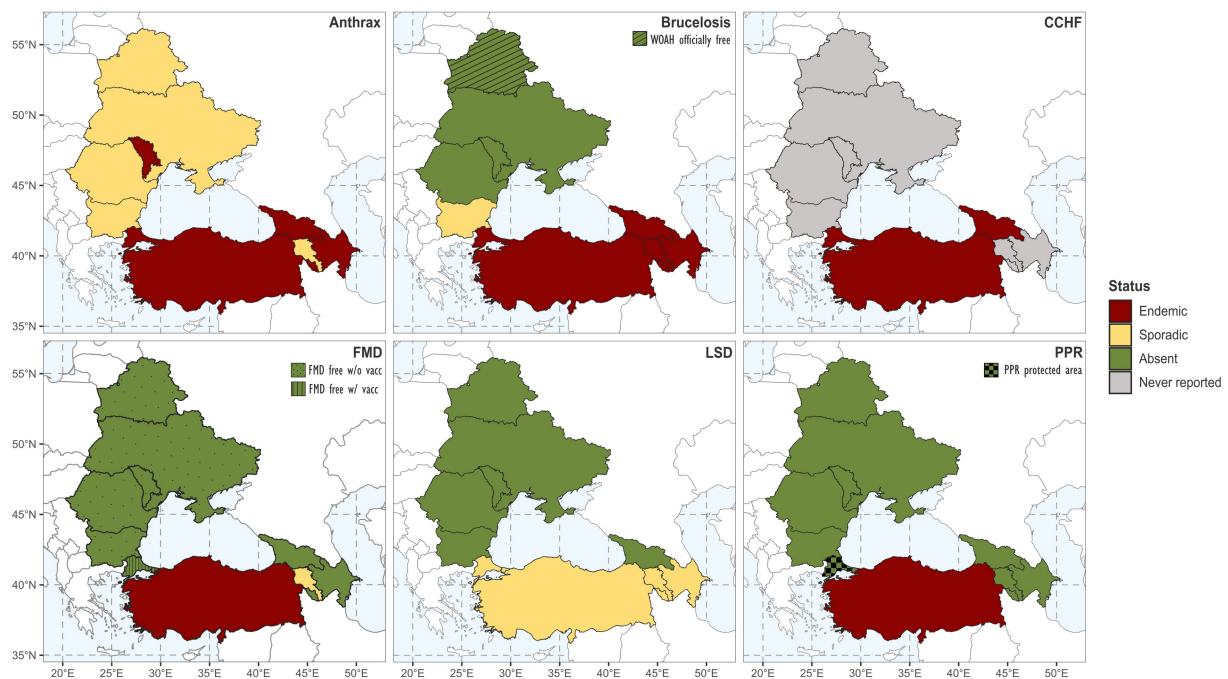 Anthrax
Brucelosis
WOAH officially free
CCHF
55°N
50°N
45°N
40°N
35°N
FMD
FMD free w/o vacc
FMD free w/ vacc
LSD
PPR
PPR protected area
55°N
50°N
45°N
40°N
35°N
20°E 25°E 30°E 35°E 40°E 45°E 50°E
20°E 25°E 30°E 35°E 40°E 45°E 50°E
20°E 25°E 30°E 35°E 40°E 45°E 50°E
Status
Endemic
Sporadic
Absent
Never reported